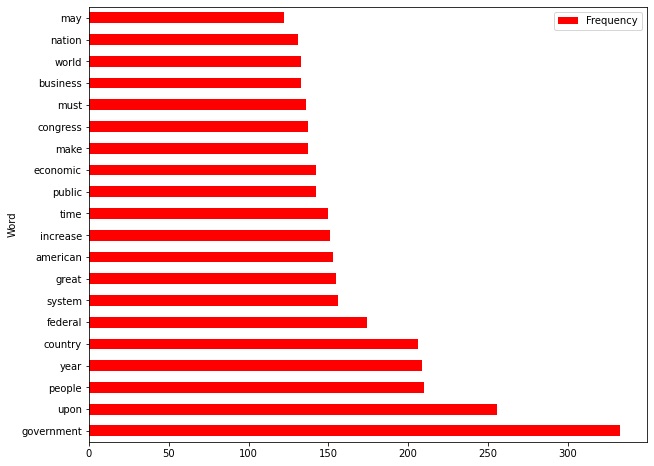 Frequency
may
nation
world
business
must
congress
make
economic
public
time
increase
american
great
system
federal
country
year
people
upon
government
Word
0 50 100 150 200 250 300